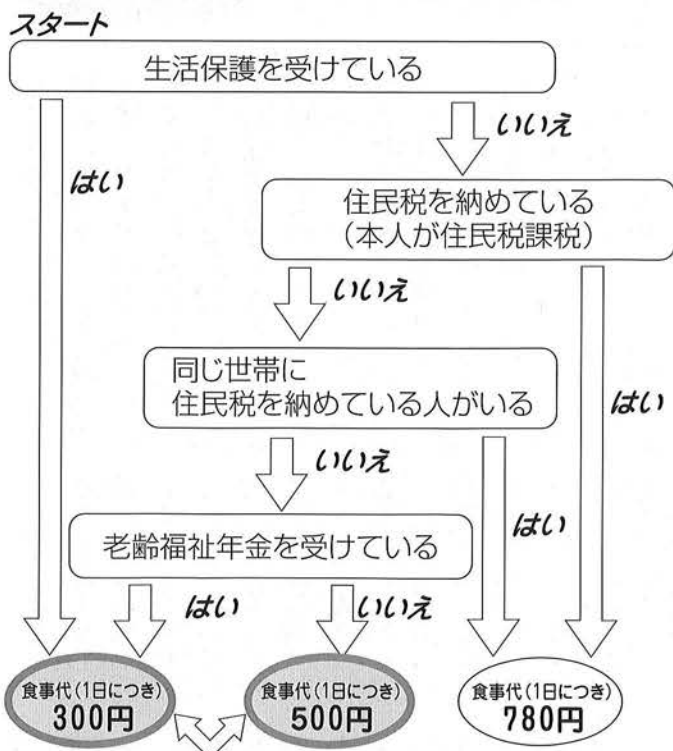 スタート
生活保護を受けている
いいえ
はい
住民税を納めている
(本人が住民税課税)
いいえ
はい
同じ世帯に
住民税を納めている人がいる
いいえ
はい
老齢福祉年金を受けている
はい
いいえ
食事代(1日につき)
300円
食事代(1日につき)
500円
食事代(1日につき)
780円